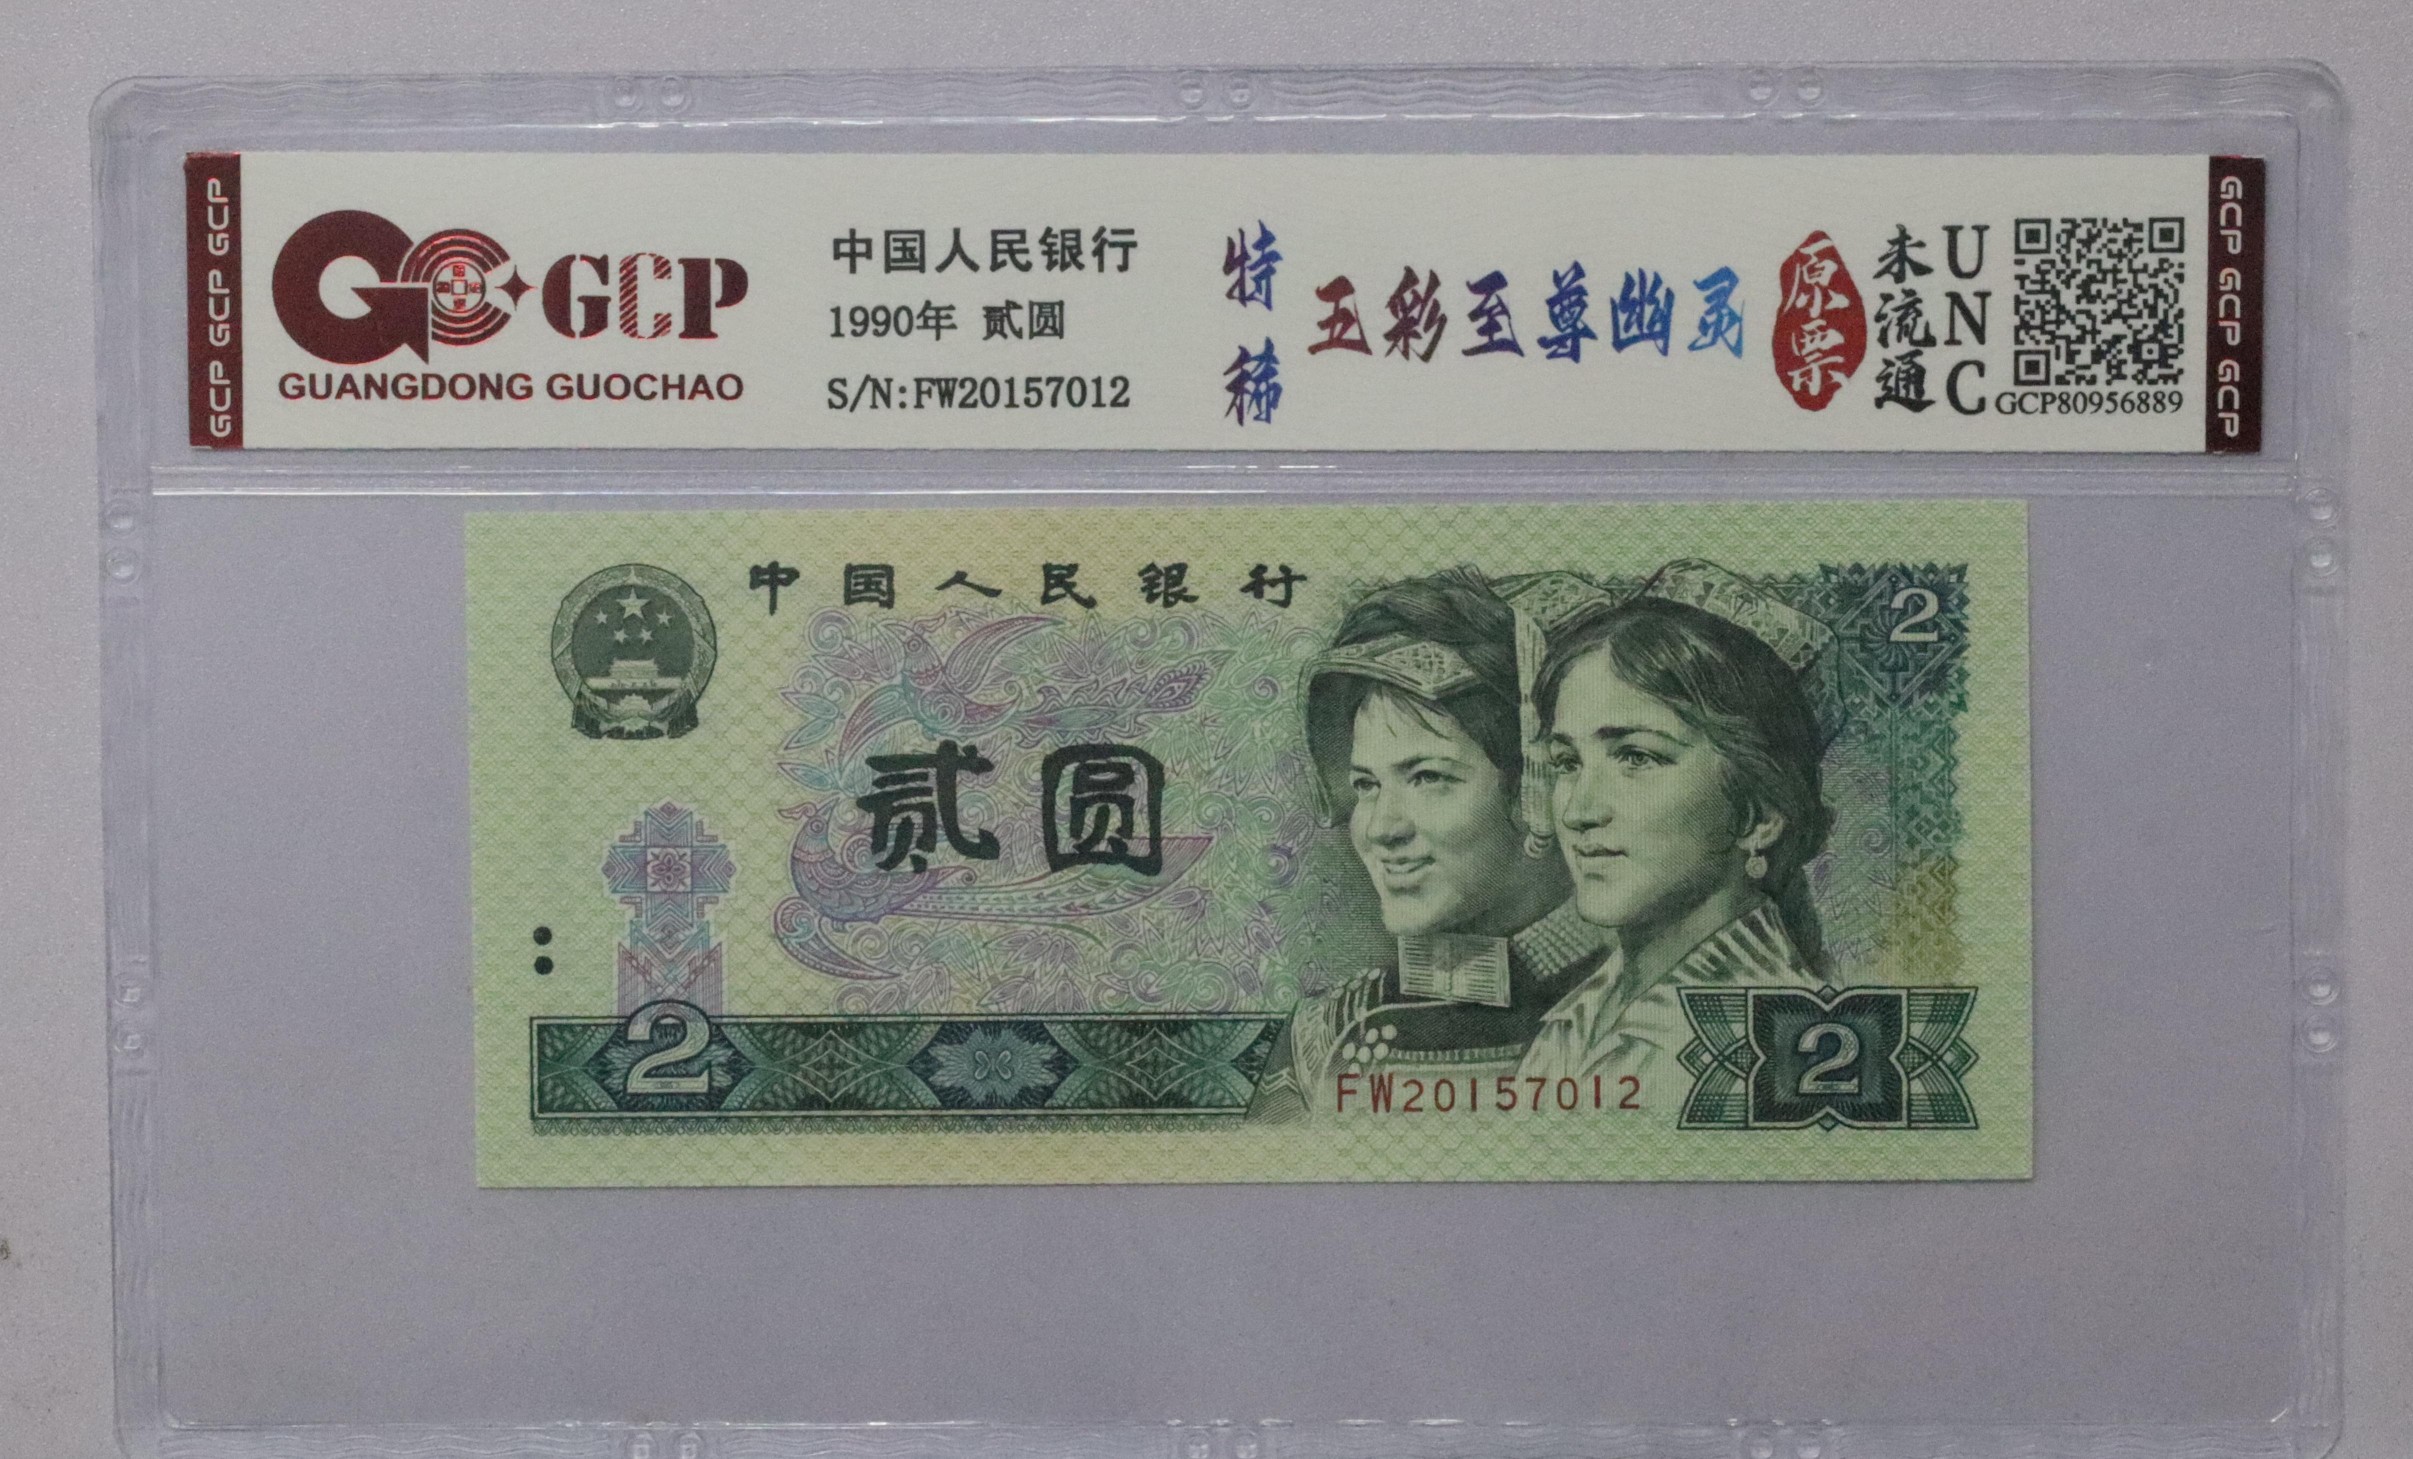 GCP GCP GCP
GCP
GUANGDONG GUOCHAO
中国人民银行
1990年 贰圆
S/N:FW20157012
特稀
五彩至尊幽灵
原票
未流通
UNC
GCP80956889
GCP GCP GCP
中国人民银行
2
贰圆
2
FW20157012
2